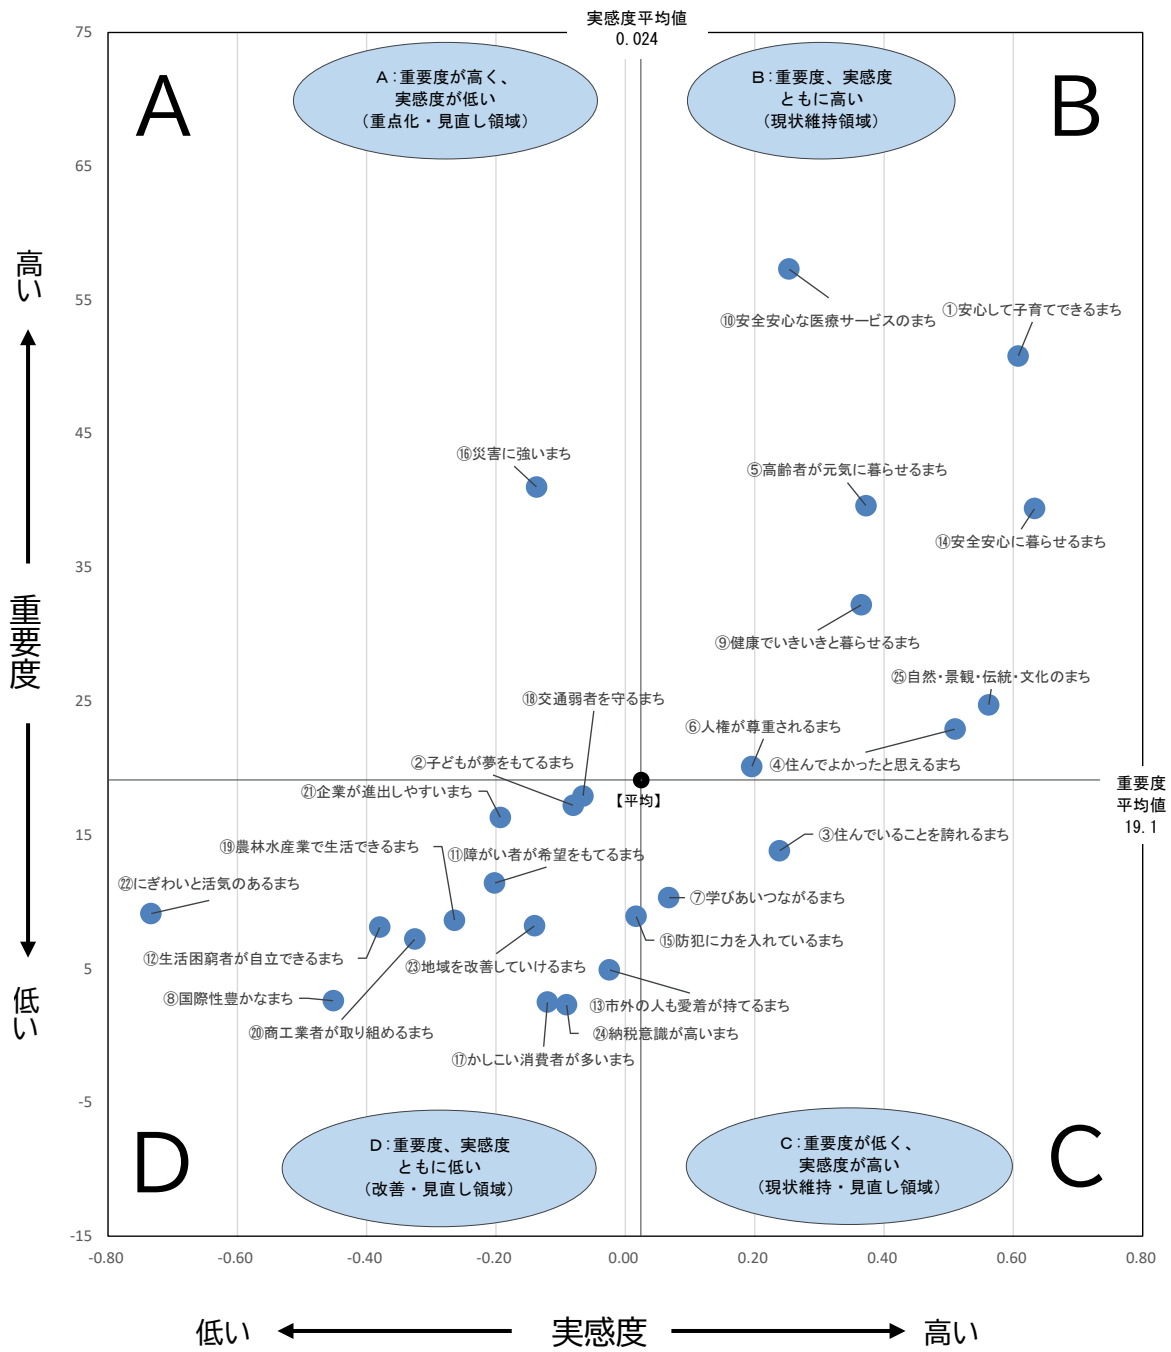 実感度平均値
0.024
75
65
55
45
35
25
15
5
-5
-15
A
A:重要度が高く、
実感度が低い
(重点化・見直し領域)
B:重要度、実感度
ともに高い
(現状維持領域)
B
高い
重要度
低い
⑩安全安心な医療サービスのまち
①安心して子育てできるまち
⑯災害に強いまち
⑤高齢者が元気に暮らせるまち
⑭安全安心に暮らせるまち
⑨健康でいきいきと暮らせるまち
㉕自然・景観・伝統・文化のまち
⑱交通弱者を守るまち
⑥人権が尊重されるまち
②子どもが夢をもてるまち
④住んでよかったと思えるまち
㉑企業が進出しやすいまち
【平均】
重要度
平均値
19.1
③住んでいることを誇れるまち
⑲農林水産業で生活できるまち
⑪障がい者が希望をもてるまち
㉒にぎわいと活気のあるまち
⑦学びあいつながるまち
⑮防犯に力を入れているまち
⑫生活困窮者が自立できるまち
㉓地域を改善していけるまち
⑧国際性豊かなまち
⑬市外の人も愛着が持てるまち
⑳商工業者が取り組めるまち
㉔納税意識が高いまち
⑰かしこい消費者が多いまち
D
D:重要度、実感度
ともに低い
(改善・見直し領域)
C:重要度が低く、
実感度が高い
(現状維持・見直し領域)
C
-0.80
-0.60
-0.40
-0.20
0.00
0.20
0.40
0.60
0.80
低い
実感度
高い